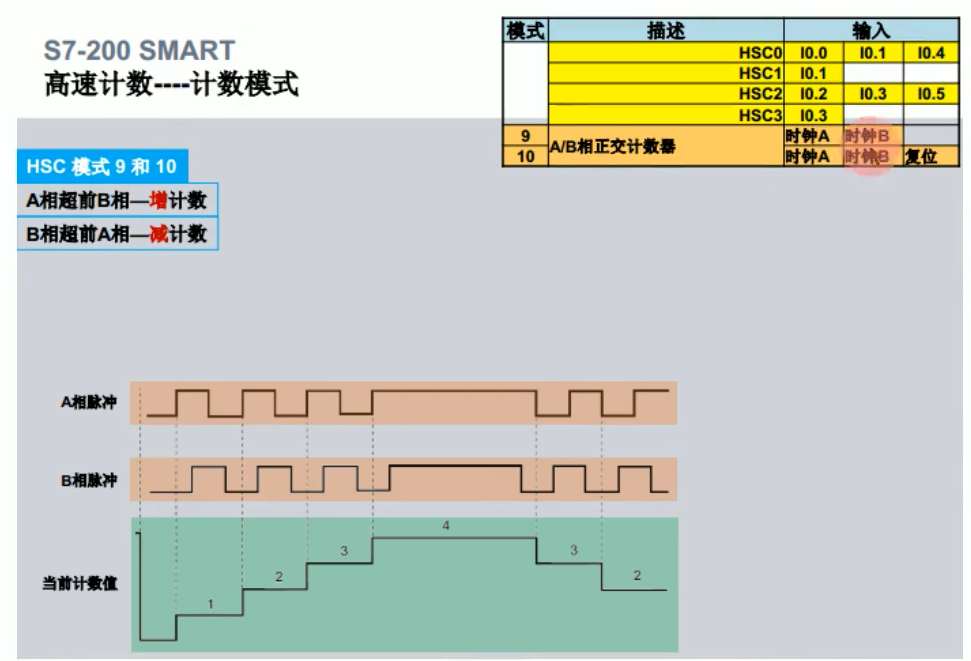 S7-200 SMART
高速计数----计数模式
模式 描述 输入
HSC0 I0.0 I0.1 I0.4
HSC1 I0.1
HSC2 I0.2 I0.3 I0.5
HSC3 I0.3
9 A/B相正交计数器 时钟A 时钟B
10 时钟A 时钟B 复位
HSC 模式 9 和 10
A相超前B相—增计数
B相超前A相—减计数
A相脉冲
B相脉冲
当前计数值
1
2
3
4
3
2